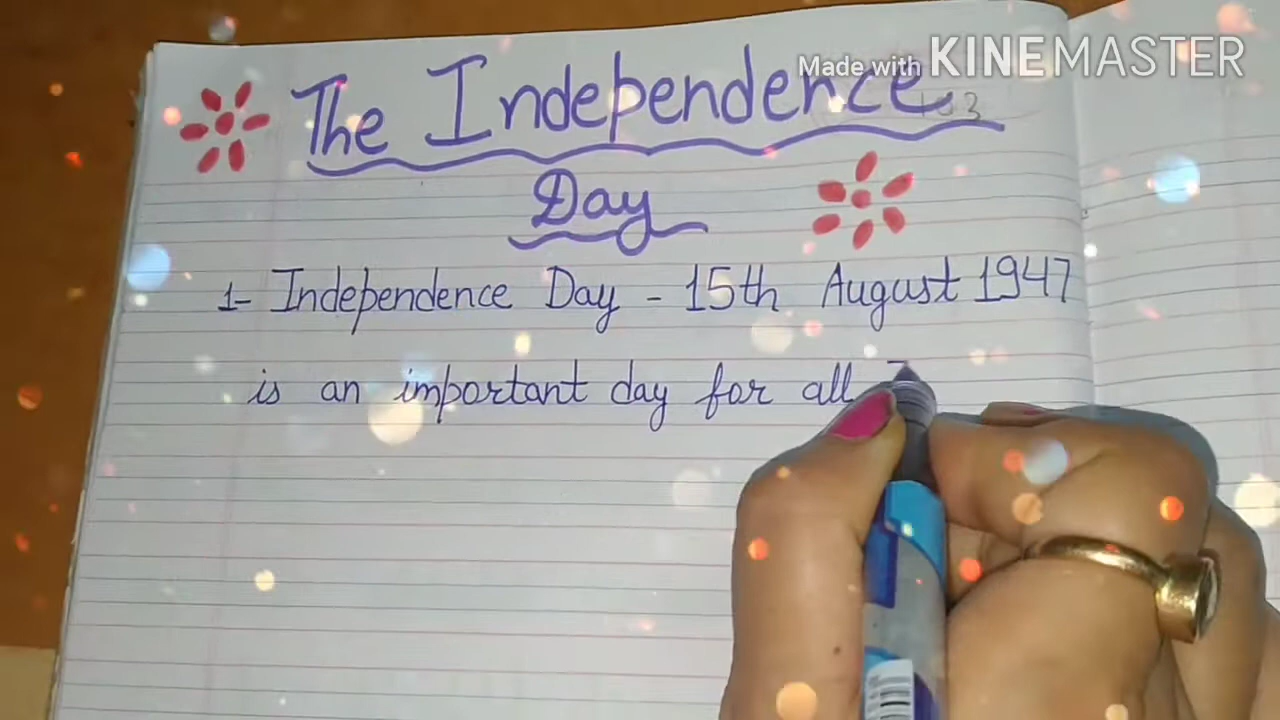 Made with KINEMASTER
The Independence
Day
1- Independence Day - 15th August 1947
is an important day for all